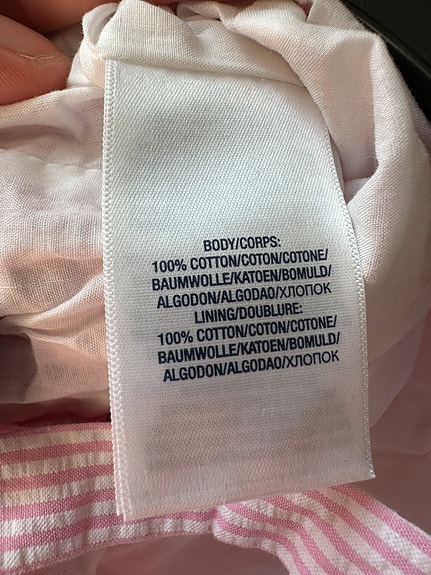 BODY/CORPS:
100% COTTON/COTON/COTONE/
BAUMWOLLE/KATOEN/BOMULD/
ALGODON/ALGODAO/ХЛОПОК
LINING/DOUBLURE:
100% COTTON/COTON/COTONE/
BAUMWOLLE/KATOEN/BOMULD/
ALGODON/ALGODAO/ХЛОПОК